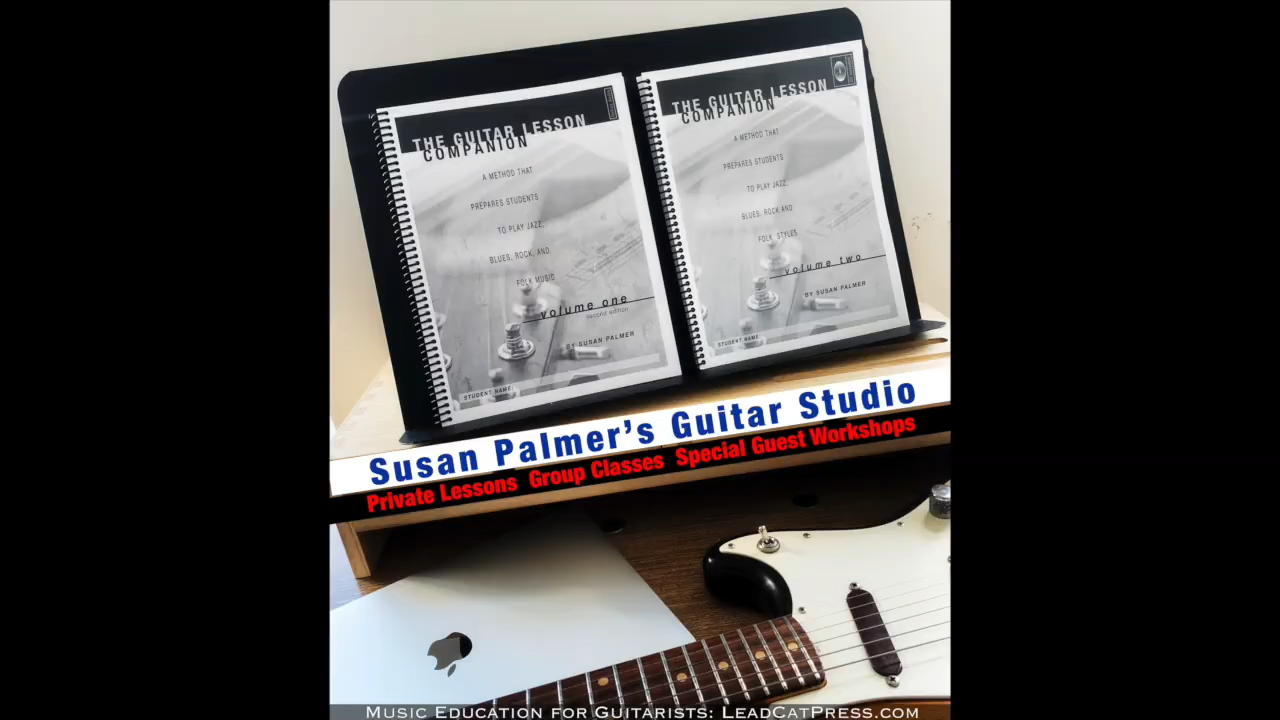 THE GUITAR LESSON
COMPANION
A METHOD THAT
PREPARES STUDENTS
TO PLAY JAZZ,
BLUES, ROCK, AND
FOLK MUSIC
volume one
second edition
BY SUSAN PALMER
STUDENT NAME:
THE GUITAR LESSON
COMPANION
A METHOD THAT
PREPARES STUDENTS
TO PLAY JAZZ,
BLUES, ROCK AND
FOLK STYLES
volume two
BY SUSAN PALMER
STUDENT NAME:
Susan Palmer's Guitar Studio
Private Lessons Group Classes Special Guest Workshops
Music Education for Guitarists: LeadCatPress.com